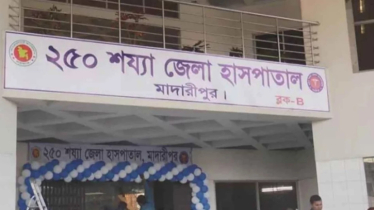 ২৫০ শয্যা জেলা হাসপাতাল
মাদারীপুর।
ব্লক-B
২৫০ শয্যা জেলা হাসপাতাল, মাদারীপুর